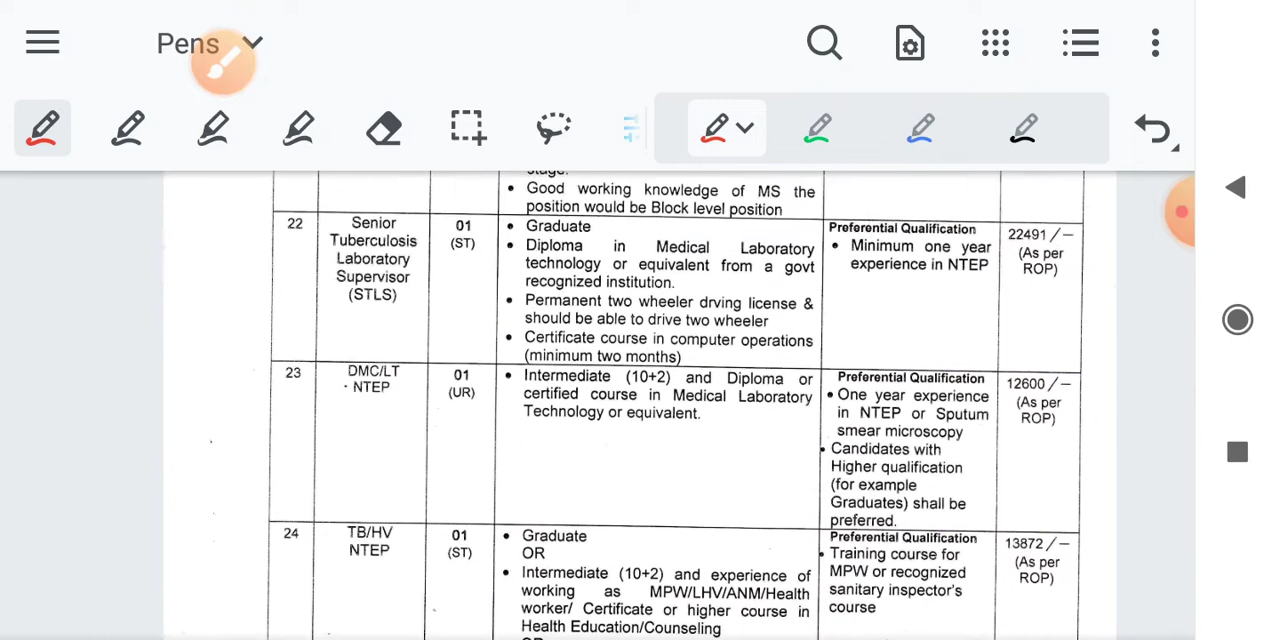 Pens
stage.
Good working knowledge of MS the
position would be Block level position
22
Senior
Tuberculosis
Laboratory
Supervisor
(STLS)
01
(ST)
• Graduate
• Diploma in Medical Laboratory
technology or equivalent from a govt
recognized institution.
• Permanent two wheeler drving license &
should be able to drive two wheeler
• Certificate course in computer operations
(minimum two months)
Preferential Qualification
• Minimum one year
experience in NTEP
22491/-
(As per
ROP)
23
DMC/LT
NTEP
01
(UR)
• Intermediate (10+2) and Diploma or
certified course in Medical Laboratory
Technology or equivalent.
Preferential Qualification
• One year experience
in NTEP or Sputum
smear microscopy
• Candidates with
Higher qualification
(for example
Graduates) shall be
preferred.
12600/-
(As per
ROP)
24
TB/HV
NTEP
01
(ST)
• Graduate
OR
• Intermediate (10+2) and experience of
working as MPW/LHV/ANM/Health
worker/ Certificate or higher course in
Health Education/Counseling
Preferential Qualification
• Training course for
MPW or recognized
sanitary inspector's
course
13872/-
(As per
ROP)